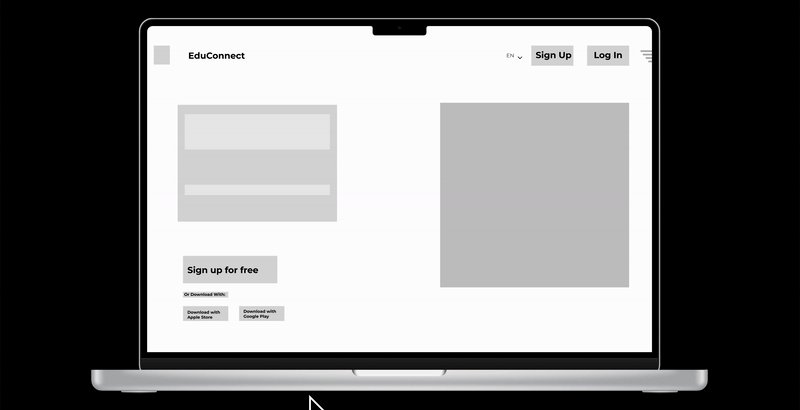 EduConnect
EN
Sign Up
Log In
Sign up for free
Or Download With:
Download with
Apple Store
Download with
Google Play